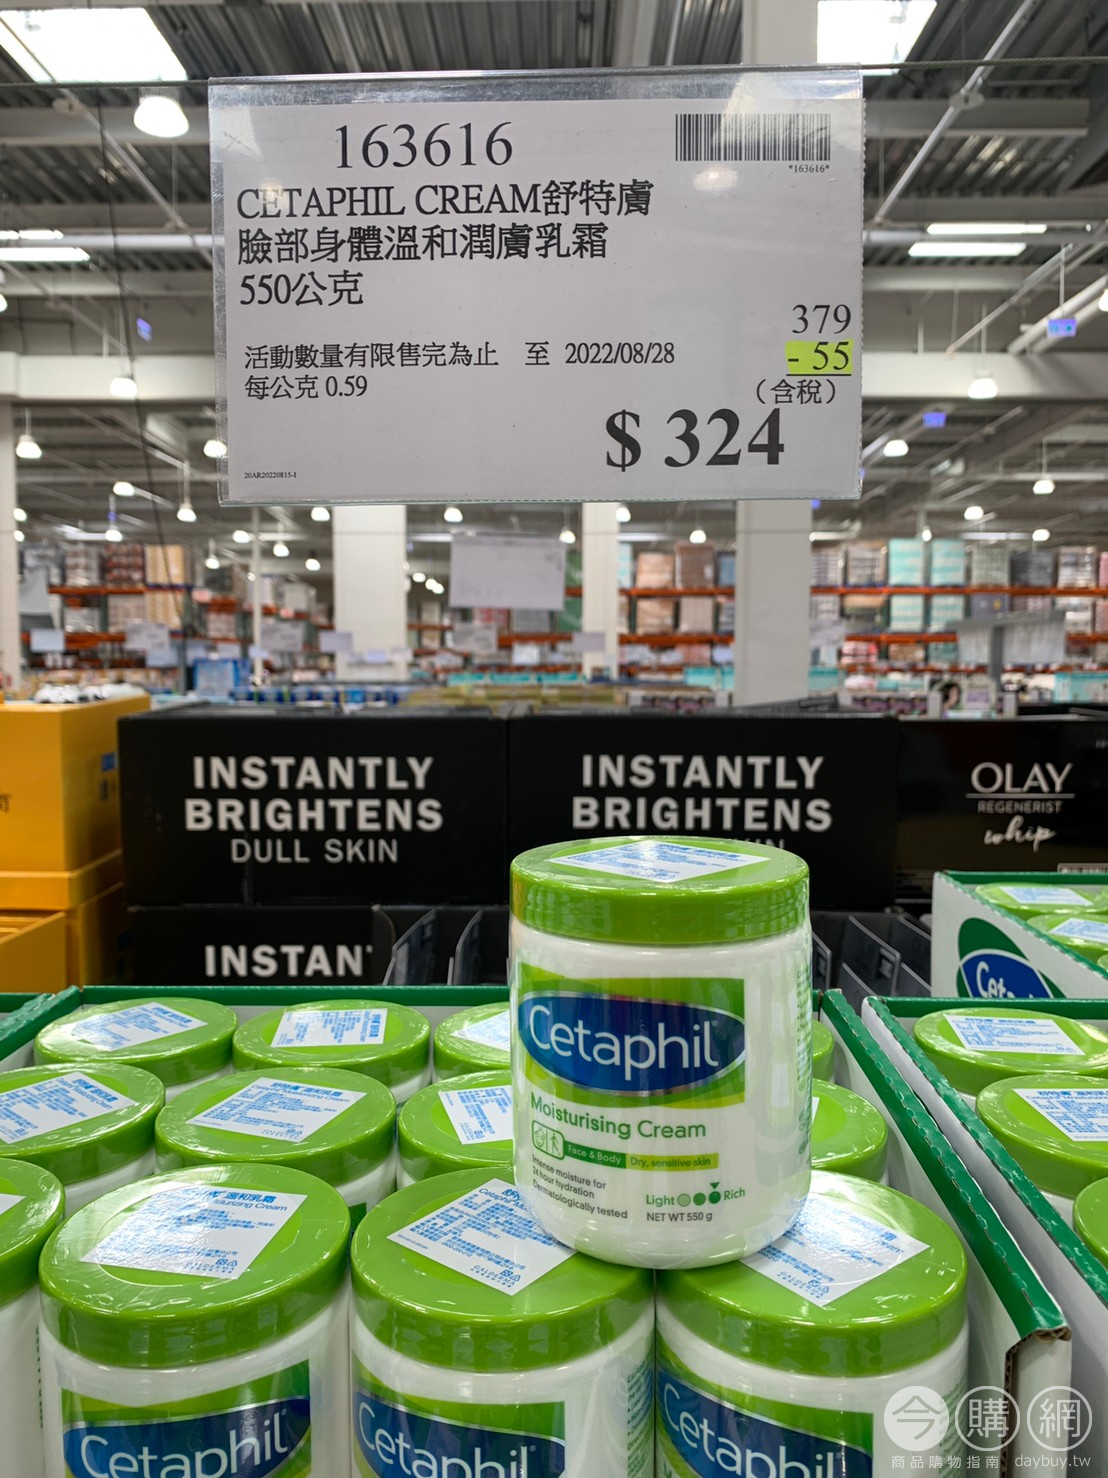 163616
*163616*
CETAPHIL CREAM舒特膚
臉部身體溫和潤膚乳霜
550公克
379
- 55
活動數量有限售完為止 至 2022/08/28
每公克 0.59
(含稅)
$ 324
20AR20220815-1
INSTANTLY
BRIGHTENS
DULL SKIN
INSTANTLY
BRIGHTENS
OLAY
REGENERIST
whip
INSTANT
Cetaphil
Moisturising Cream
Face & Body Dry, sensitive skin
Intense moisture for
24 hour hydration
Dermatologically tested
Light Rich
NET WT 550 g
Cetaphil
Cetaphil
Cetaphil
今購網
商品購物指南 / daybuy.tw